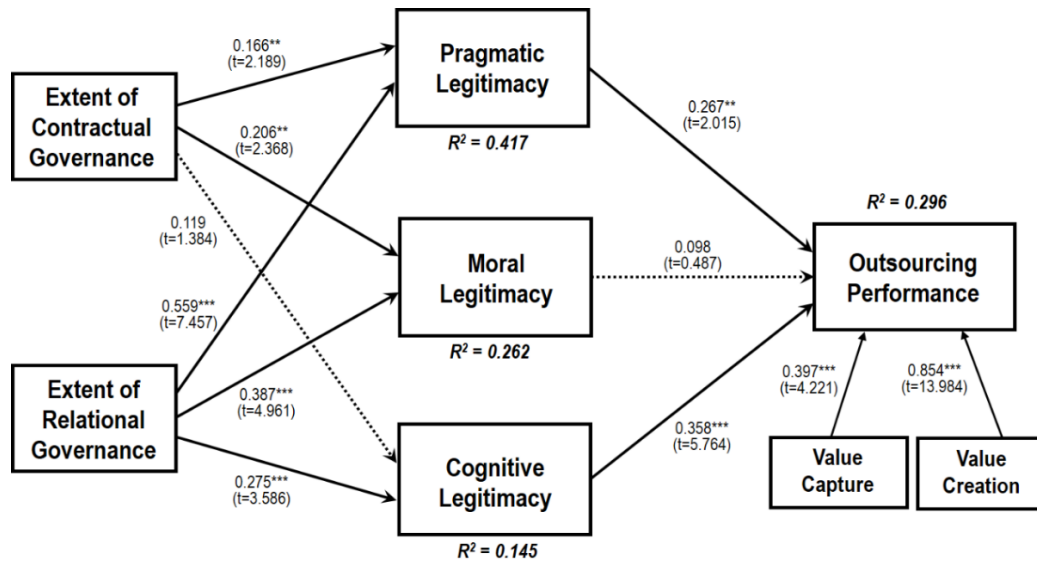 Extent of
Contractual
Governance
Extent of
Relational
Governance
0.166**
(t=2.189)
0.206**
(t=2.368)
0.119
(t=1.384)
0.559***
(t=7.457)
0.387***
(t=4.961)
0.275***
(t=3.586)
Pragmatic
Legitimacy
R² = 0.417
Moral
Legitimacy
R² = 0.262
Cognitive
Legitimacy
R² = 0.145
0.267**
(t=2.015)
0.098
(t=0.487)
0.358***
(t=5.764)
R² = 0.296
Outsourcing
Performance
0.397***
(t=4.221)
0.854***
(t=13.984)
Value
Capture
Value
Creation